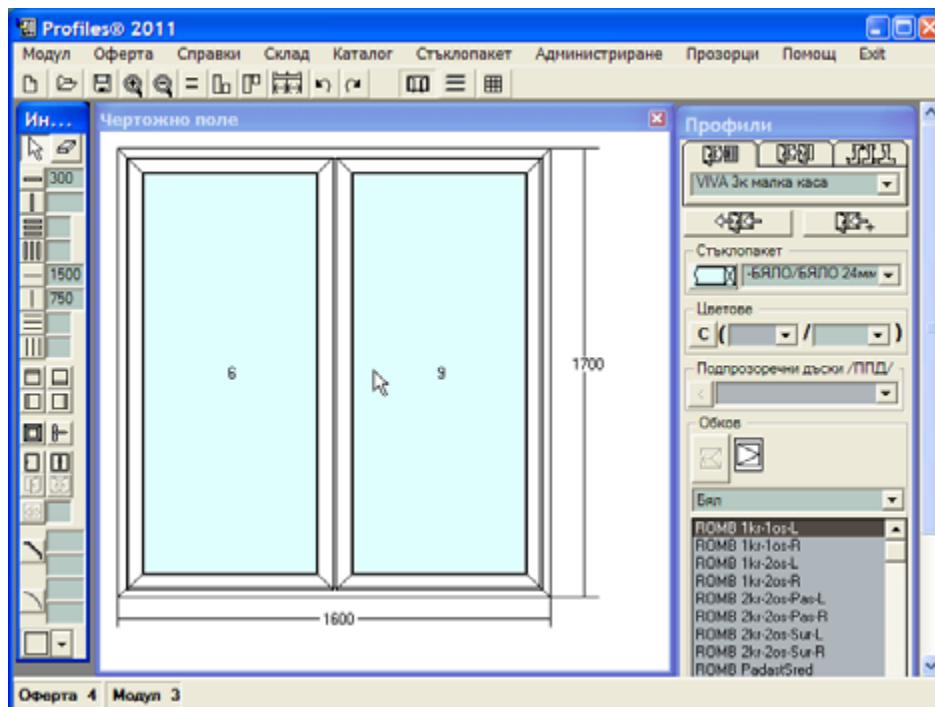 Profiles® 2011
Модул Оферта Справки Склад Каталог Стъклопакет Администриране Прозорци Помощ Exit
Ин...
300
1500
750
Чертожно поле
6
9
1700
1600
Профили
VIVA 3к малка каса
Стъклопакет
-БЯЛО/БЯЛО 24мм
Цветове
C ( / )
Подпрозоречни дъски /ППД/
<
Обков
Бял
ROMB 1kr-1os-L
ROMB 1kr-1os-R
ROMB 1kr-2os-L
ROMB 1kr-2os-R
ROMB 2kr-2os-Pas-L
ROMB 2kr-2os-Pas-R
ROMB 2kr-2os-Sur-L
ROMB 2kr-2os-Sur-R
ROMB PadastSred
Оферта 4 Модул 3